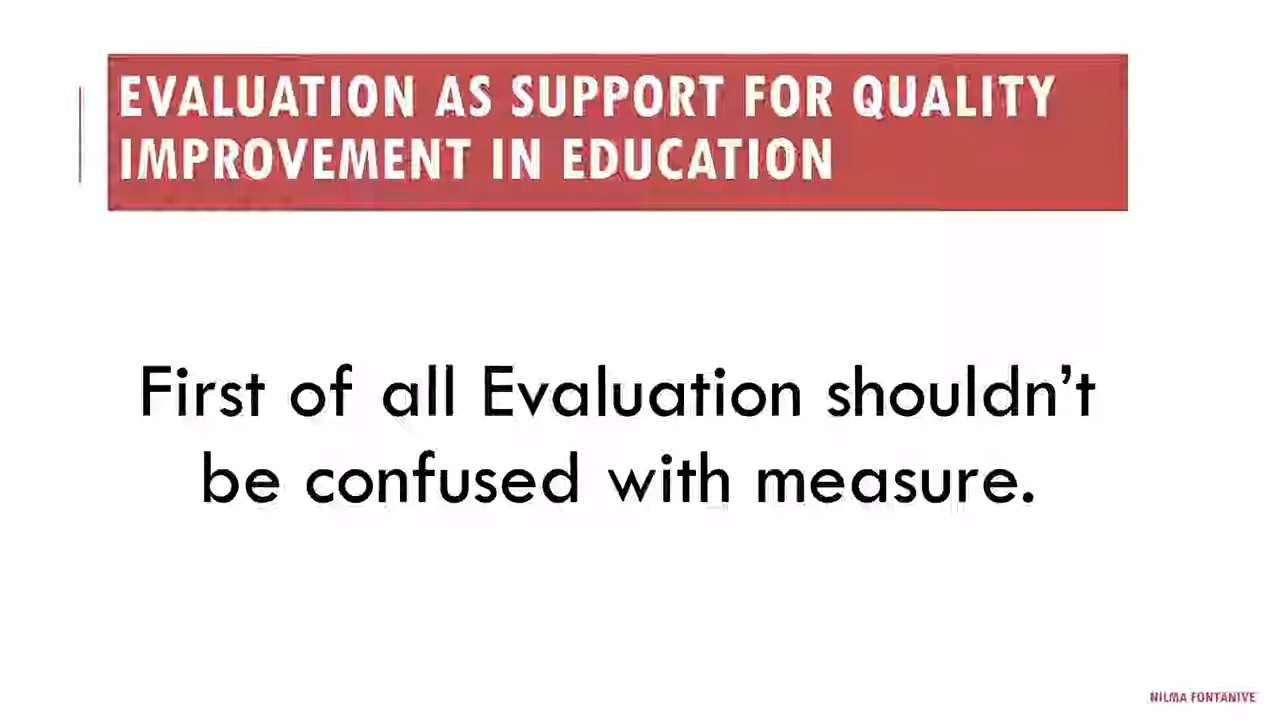 EVALUATION AS SUPPORT FOR QUALITY
IMPROVEMENT IN EDUCATION
First of all Evaluation shouldn't
be confused with measure.
NILMA FONTANIVE